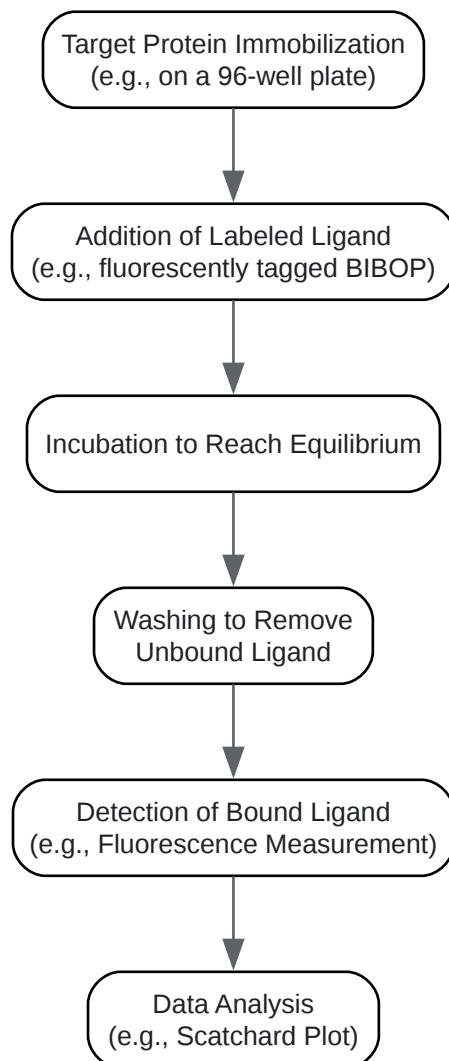 Target Protein Immobilization
(e.g., on a 96-well plate)
Addition of Labeled Ligand
(e.g., fluorescently tagged BIBOP)
Incubation to Reach Equilibrium
Washing to Remove
Unbound Ligand
Detection of Bound Ligand
(e.g., Fluorescence Measurement)
Data Analysis
(e.g., Scatchard Plot)